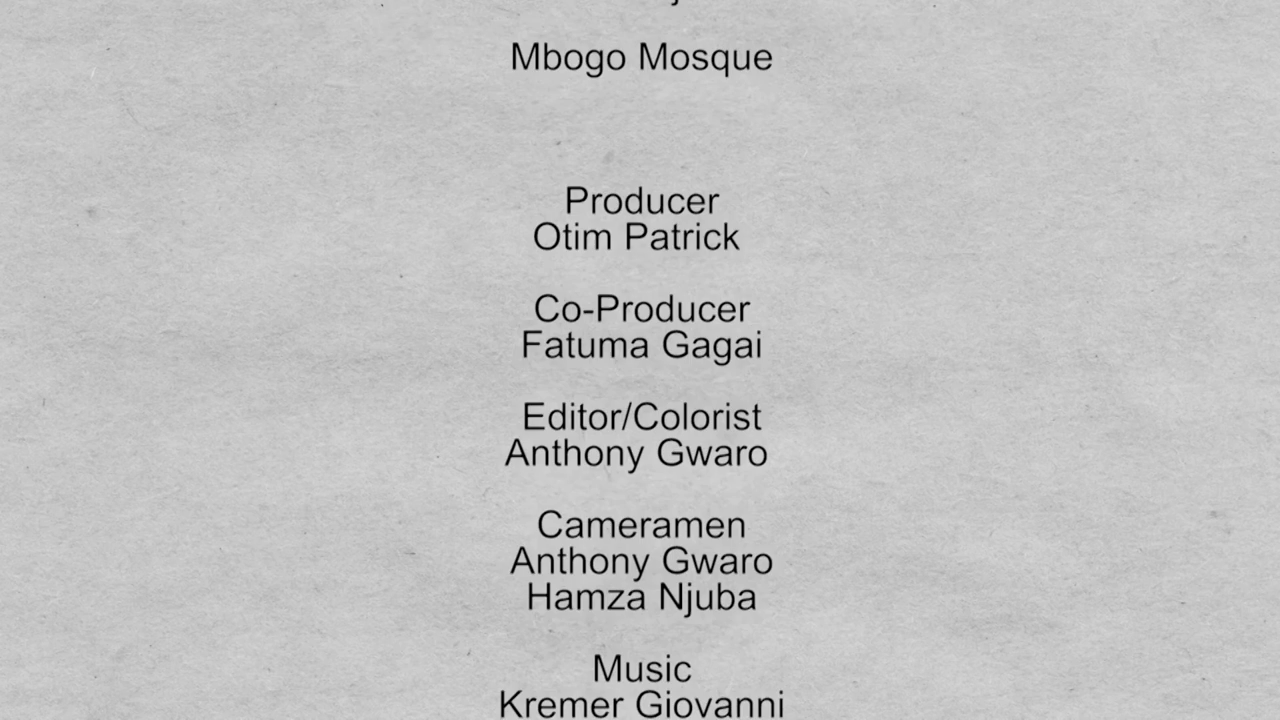 Mbogo Mosque
Producer
Otim Patrick
Co-Producer
Fatuma Gagai
Editor/Colorist
Anthony Gwaro
Cameramen
Anthony Gwaro
Hamza Njuba
Music
Kremer Giovanni